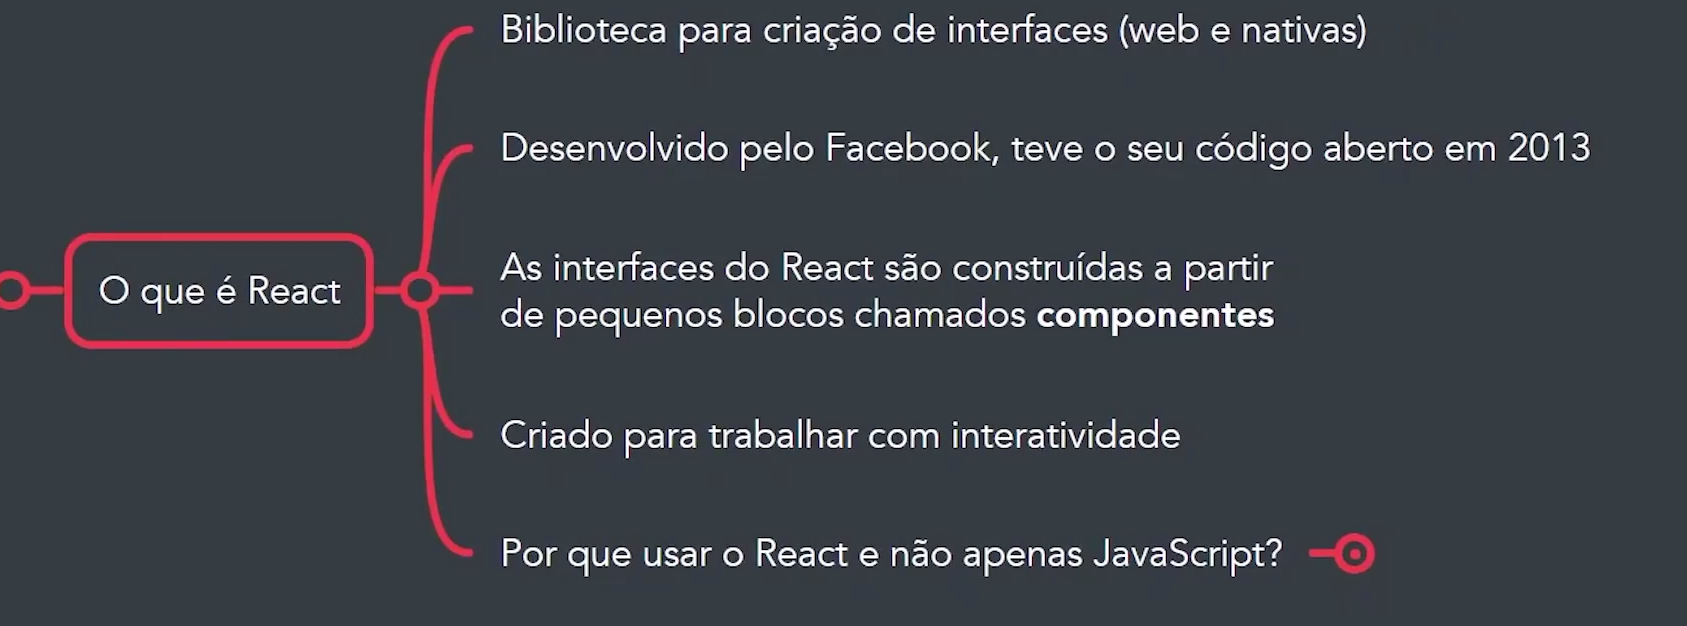 Biblioteca para criação de interfaces (web e nativas)
Desenvolvido pelo Facebook, teve o seu código aberto em 2013
O que é React
As interfaces do React são construídas a partir
de pequenos blocos chamados componentes
Criado para trabalhar com interatividade
Por que usar o React e não apenas JavaScript?